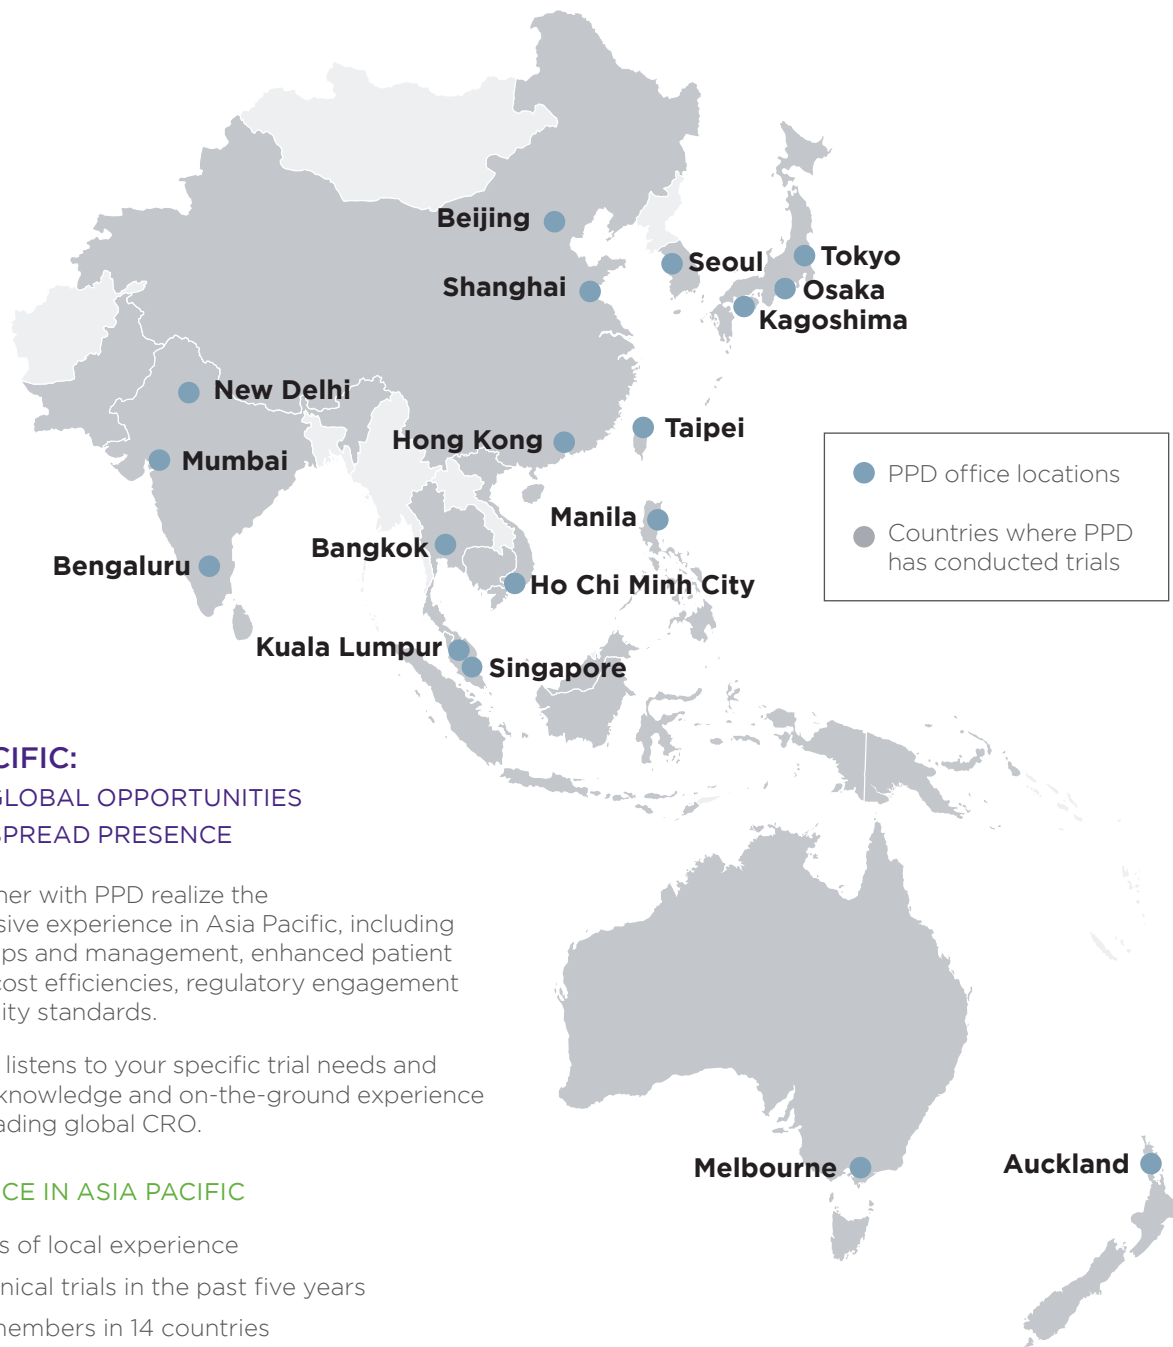 Beijing
Seoul
Tokyo
Shanghai
Osaka
Kagoshima
New Delhi
Hong Kong
Taipei
Mumbai
Manila
Bangkok
Bengaluru
Ho Chi Minh City
Kuala Lumpur
Singapore
PPD office locations
Countries where PPD
has conducted trials
CIFIC:
GLOBAL OPPORTUNITIES
SPREAD PRESENCE
ner with PPD realize the
sive experience in Asia Pacific, including
ps and management, enhanced patient
cost efficiencies, regulatory engagement
ity standards.
listens to your specific trial needs and
knowledge and on-the-ground experience
ading global CRO.
Melbourne
Auckland
CE IN ASIA PACIFIC
s of local experience
nical trials in the past five years
members in 14 countries